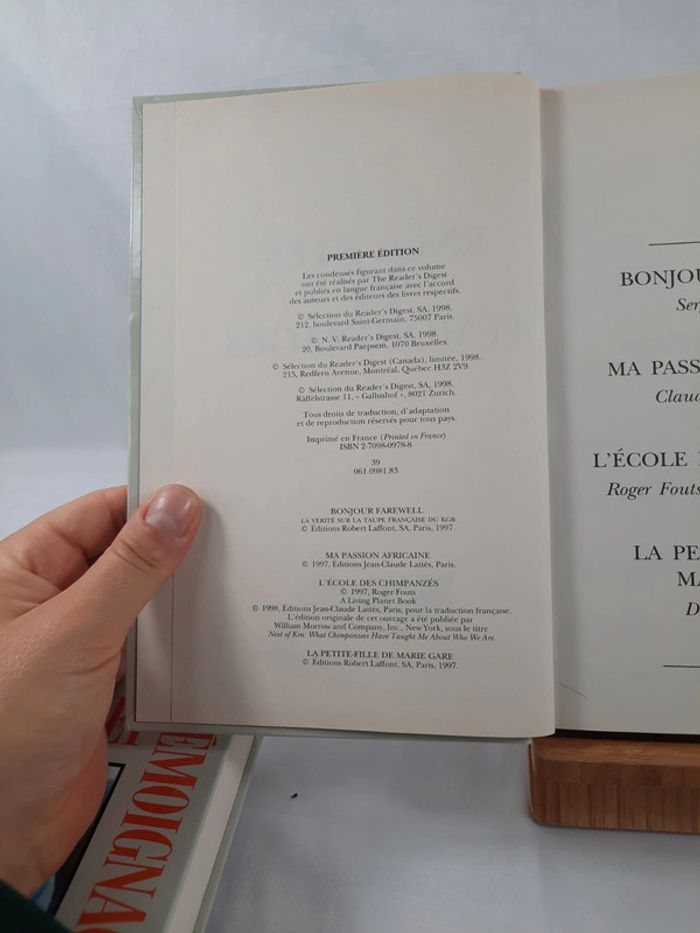 PREMIÈRE ÉDITION
Les condensés figurant dans ce volume
ont été réalisés par The Reader's Digest
et publiés en langue française avec l'accord
des auteurs et des éditeurs des livres respectifs.
© Sélection du Reader's Digest, SA, 1998.
212, boulevard Saint-Germain, 75007 Paris.
© N. V. Reader's Digest, SA, 1998.
20, Boulevard Paepsem, 1070 Bruxelles.
© Sélection du Reader's Digest (Canada), limitée, 1998.
215, Redfern Avenue, Montréal, Québec H3Z 2V9.
© Sélection du Reader's Digest, SA, 1998.
Räffelstrasse 11, « Gallushof », 8021 Zurich.
Tous droits de traduction, d'adaptation
et de reproduction réservés pour tous pays.
Imprimé en France (Printed in France)
ISBN 2-7098-0978-8
39
061.0981.83
BONJOUR FAREWELL
LA VÉRITÉ SUR LA TAUPE FRANÇAISE DU KGB
© Éditions Robert Laffont, SA, Paris, 1997.
MA PASSION AFRICAINE
© 1997, Éditions Jean-Claude Lattès, Paris.
L'ÉCOLE DES CHIMPANZÉS
© 1997, Roger Fouts
A Living Planet Book
© 1998, Éditions Jean-Claude Lattès, Paris, pour la traduction française.
L'édition originale de cet ouvrage a été publiée par
William Morrow and Company, Inc., New York, sous le titre
Next of Kin: What Chimpanzees Have Taught Me About Who We Are.
LA PETITE-FILLE DE MARIE GARE
© Éditions Robert Laffont, SA, Paris, 1997.
BONJOU
Ser
MA PASS
Claud
L'ÉCOLE
Roger Fouts
LA PE
MA
D
ÉMOIGNA